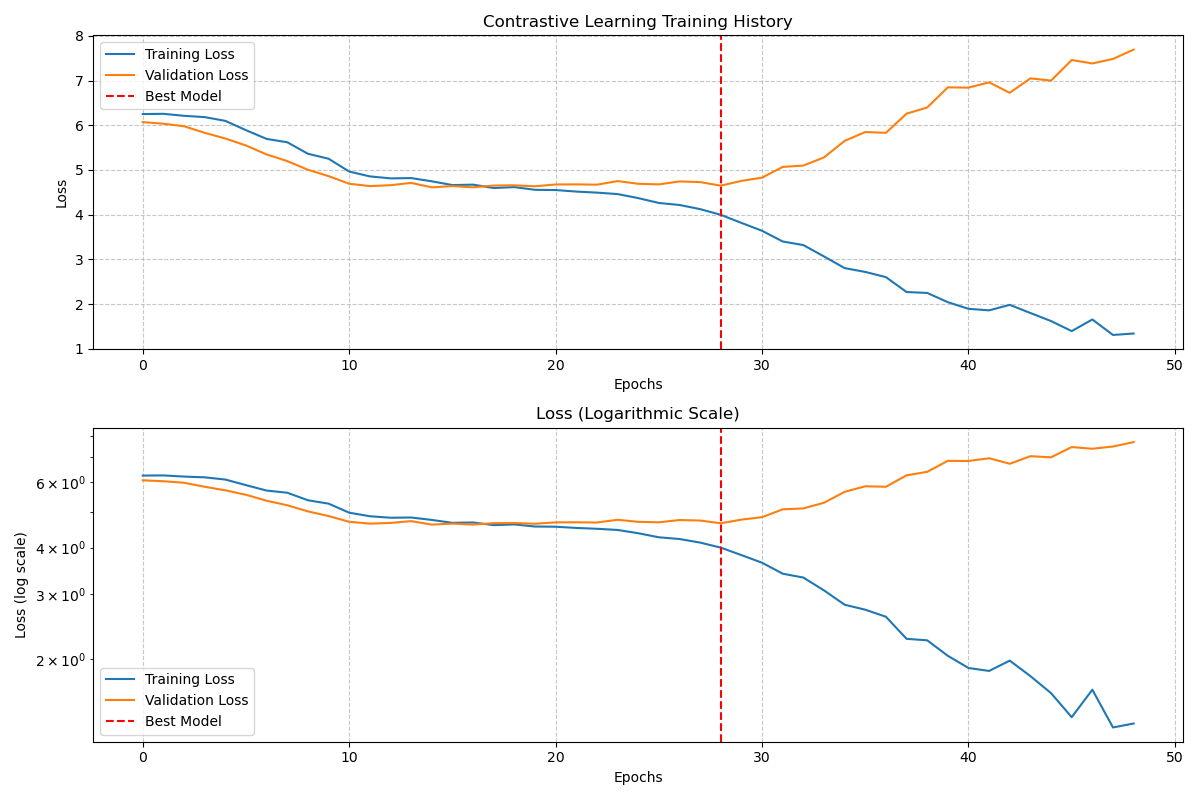 Contrastive Learning Training History
Training Loss
Validation Loss
Best Model
8
7
6
5
4
3
2
1
Loss
0 10 20 30 40 50
Epochs
Loss (Logarithmic Scale)
6 × 10⁰
4 × 10⁰
3 × 10⁰
2 × 10⁰
Loss (log scale)
Training Loss
Validation Loss
Best Model
0 10 20 30 40 50
Epochs